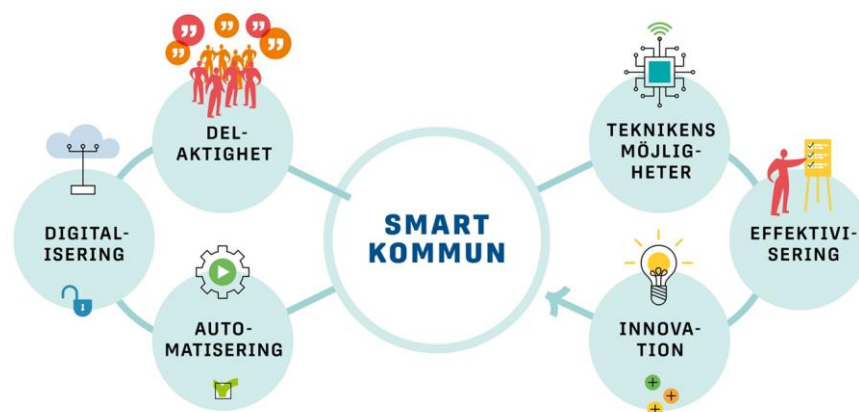 DEL-
AKTIGHET
DIGITAL-
ISERING
AUTO-
MATISERING
SMART
KOMMUN
TEKNIKENS
MÖJLIG-
HETER
EFFEKTIVI-
SERING
INNOVA-
TION